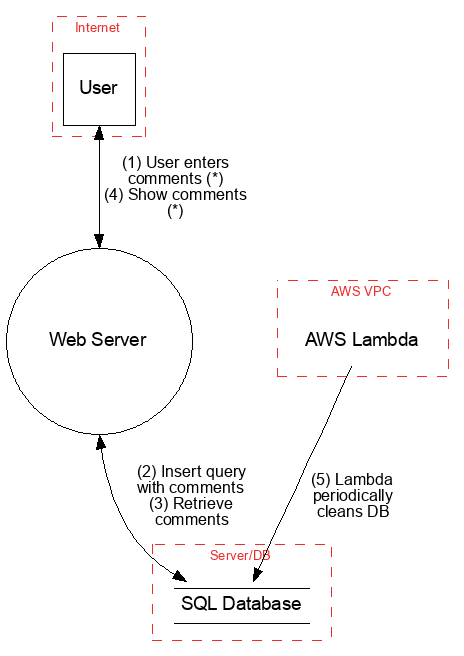 Internet
User
(1) User enters
comments (*)
(4) Show comments
(*)
Web Server
AWS VPC
AWS Lambda
(2) Insert query
with comments
(3) Retrieve
comments
(5) Lambda
periodically
cleans DB
Server/DB
SQL Database